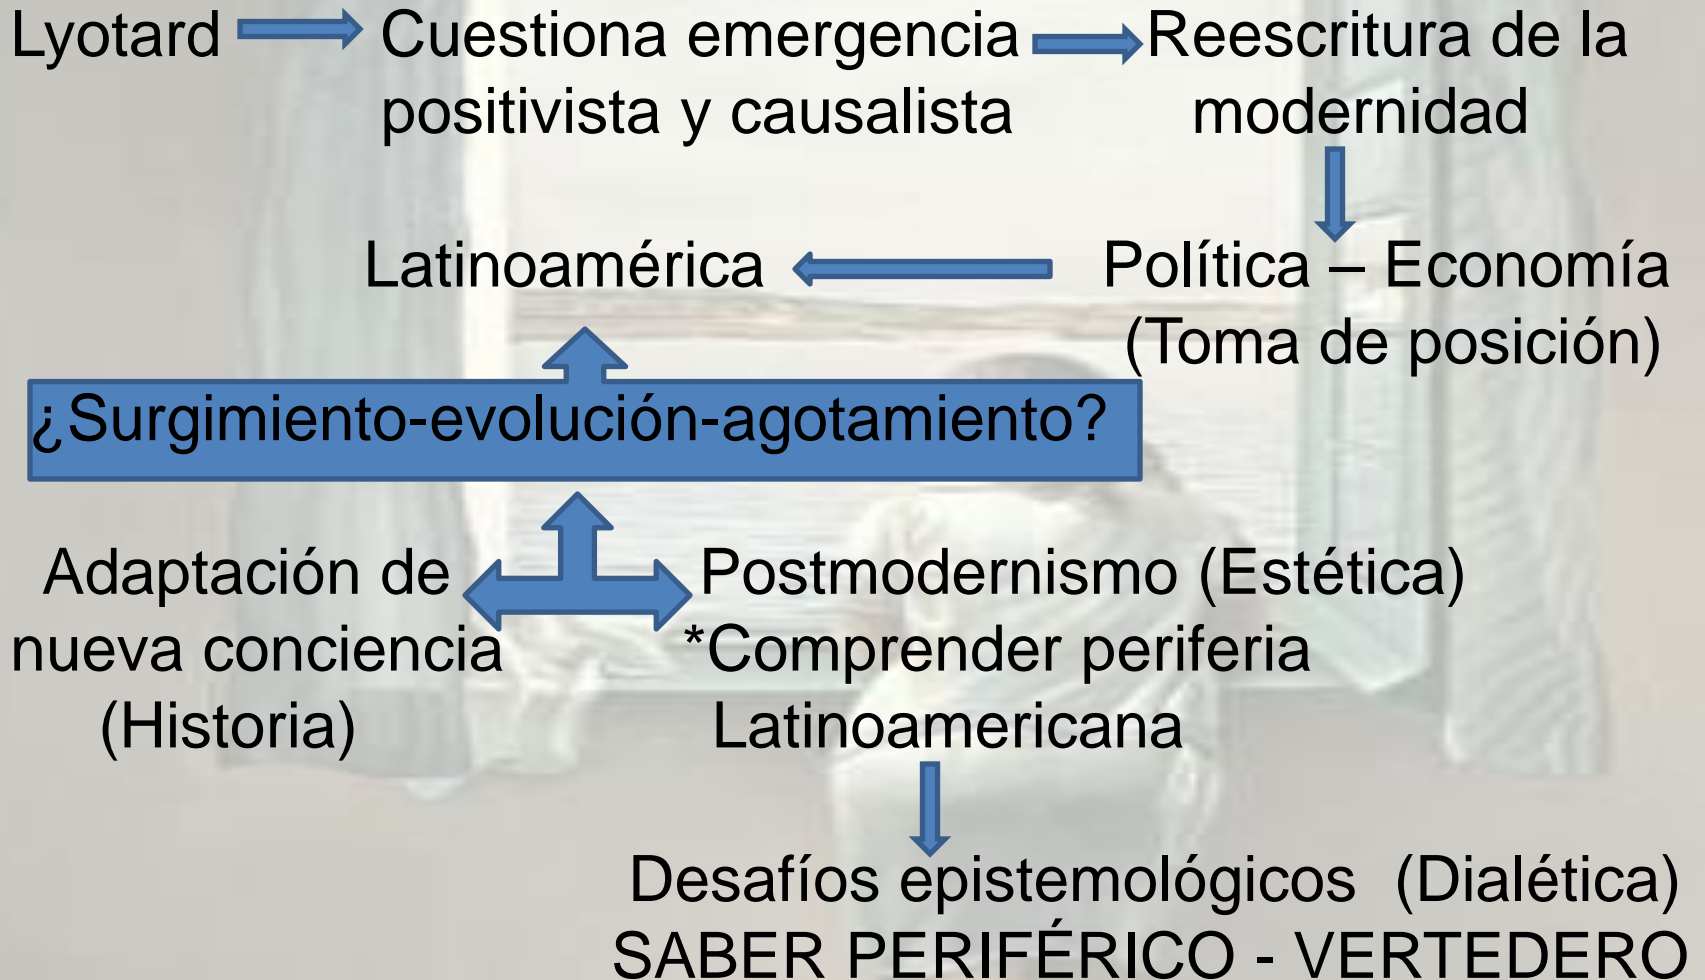 Lyotard Cuestiona emergencia Reescritura de la
positivista y causalista modernidad
Latinoamérica Política – Economía
(Toma de posición)
¿Surgimiento-evolución-agotamiento?
Adaptación de Postmodernismo (Estética)
nueva conciencia *Comprender periferia
(Historia) Latinoamericana
Desafíos epistemológicos (Dialética)
SABER PERIFÉRICO - VERTEDERO